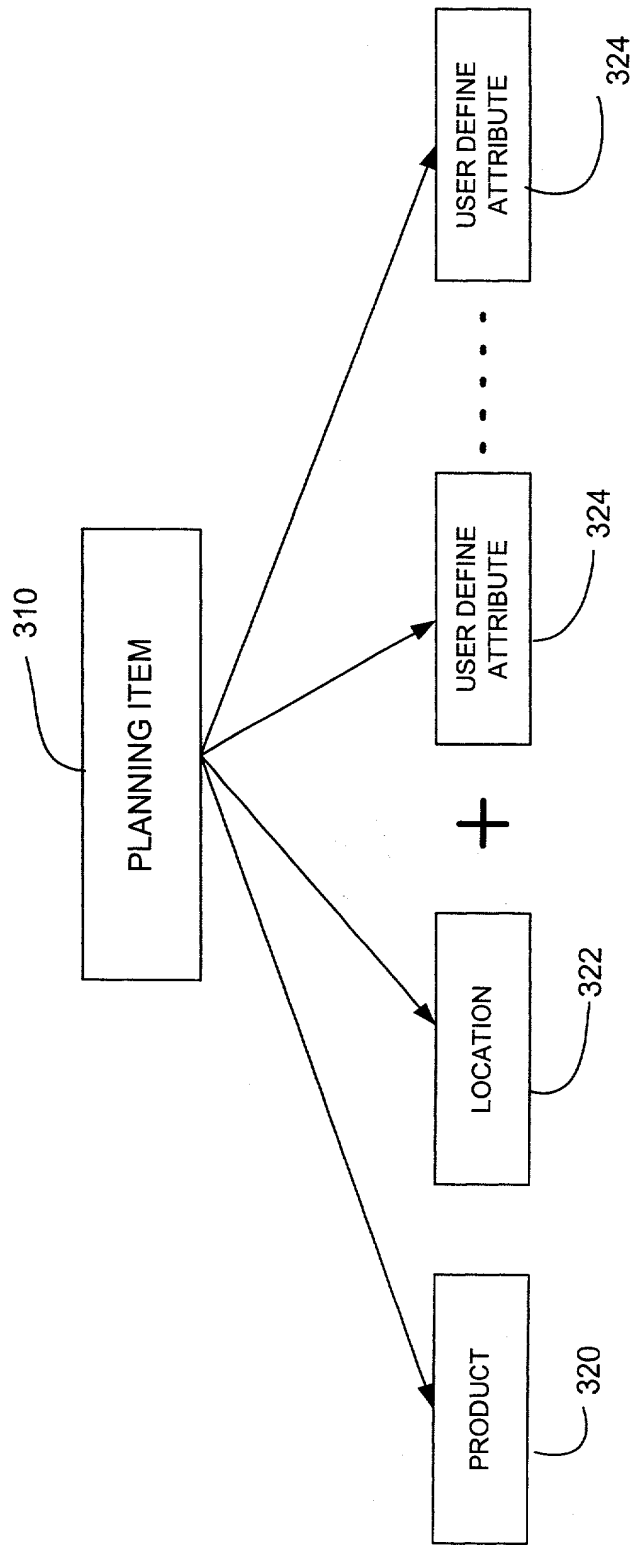 310
PLANNING ITEM
PRODUCT
320
LOCATION
322
+
USER DEFINE
ATTRIBUTE
324
USER DEFINE
ATTRIBUTE
324